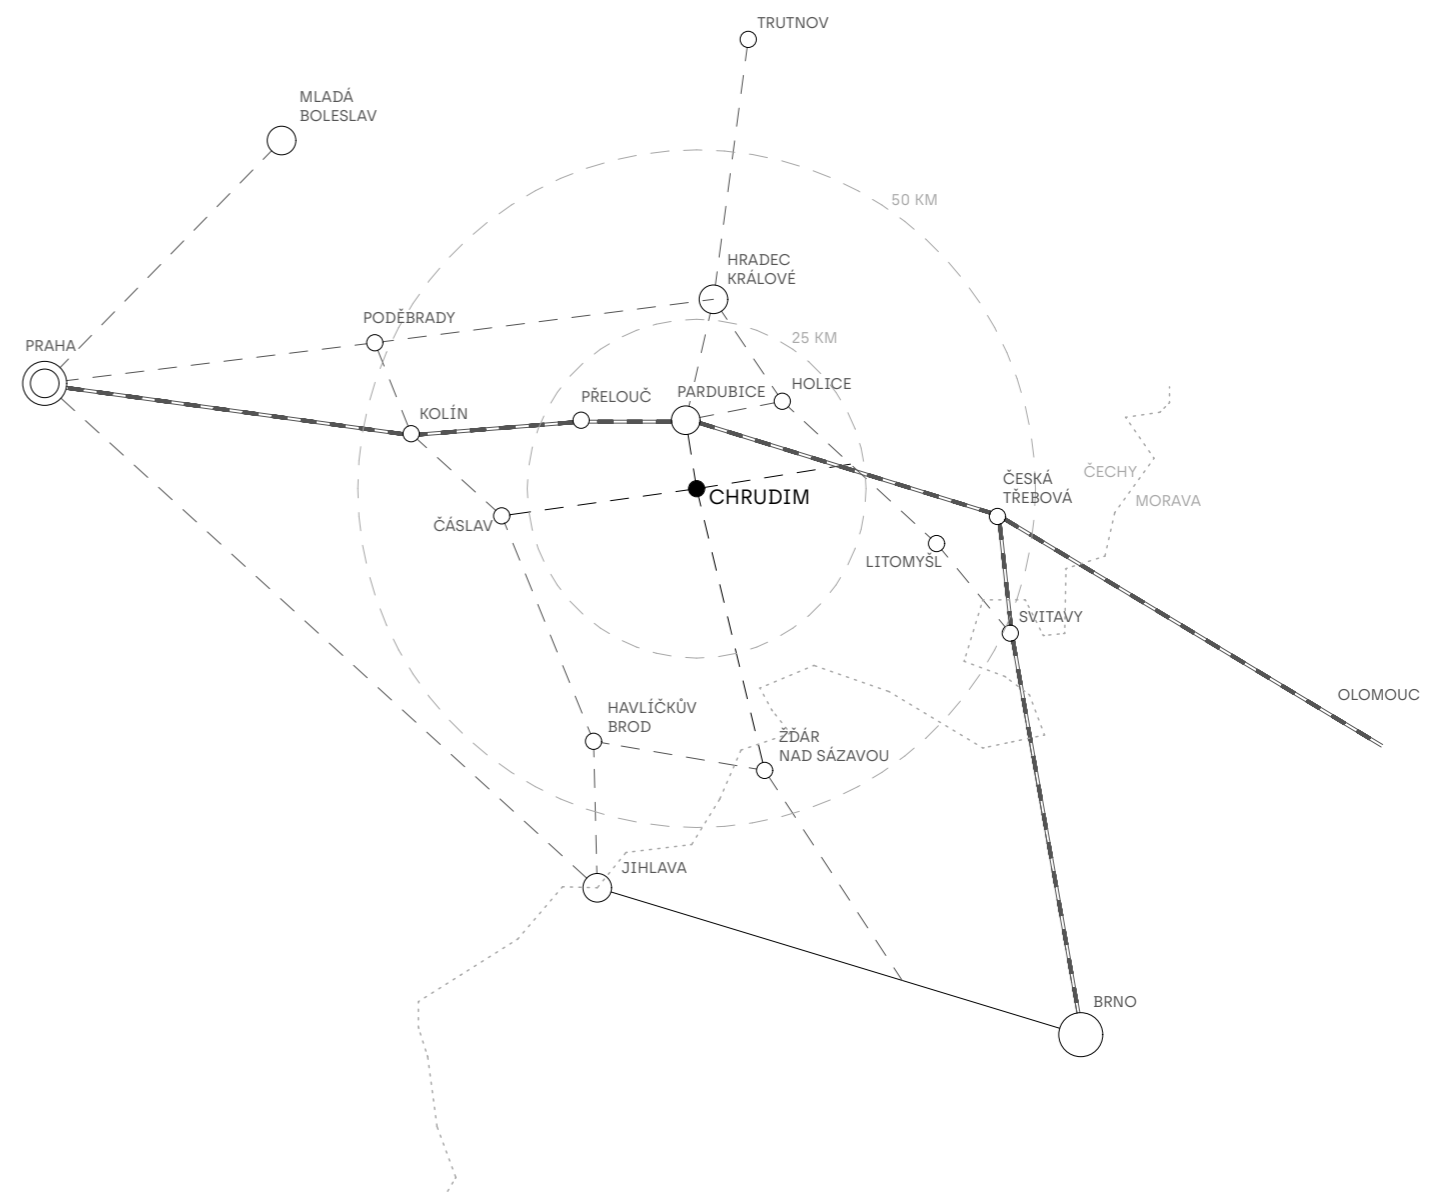 TRUTNOV
MLADÁ
BOLESLAV
50 KM
HRADEC
KRÁLOVÉ
PODĚBRADY
25 KM
PRAHA
HOLICE
PŘELOUČ
PARDUBICE
KOLÍN
ČECHY
ČESKÁ
TŘEBOVÁ
MORAVA
CHRUDIM
ČÁSLAV
LITOMYŠL
SVITAVY
OLOMOUC
HAVLÍČKŮV
BROD
ŽĎÁR
NAD SÁZAVOU
JIHLAVA
BRNO